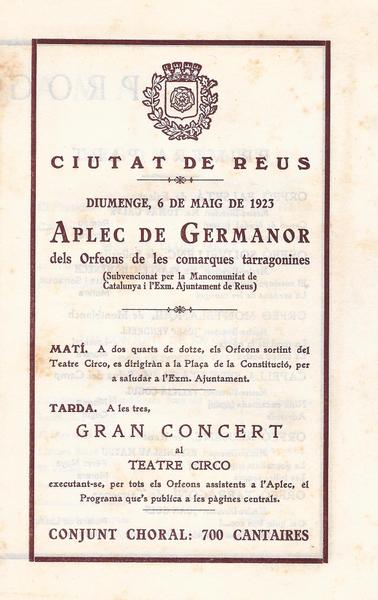 CIUTAT DE REUS
DIUMENGE, 6 DE MAIG DE 1923
APLEC DE GERMANOR
dels Orfeons de les comarques tarragonines
(Subvencionat per la Mancomunitat de
Catalunya i l'Exm. Ajuntament de Reus)
MATÍ. A dos quarts de dotze, els Orfeons sortint del
Teatre Circo, es dirigiràn a la Plaça de la Constitució, per
a saludar a l'Exm. Ajuntament.
TARDA. A les tres,
GRAN CONCERT
al
TEATRE CIRCO
executant-se, per tots els Orfeons assistents a l'Aplec, el
Programa que's publica a les pàgines centrals.
CONJUNT CHORAL: 700 CANTAIRES